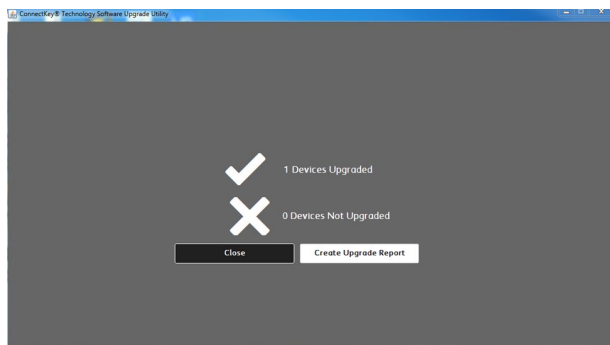 ConnectKey® Technology Software Upgrade Utility
1 Devices Upgraded
0 Devices Not Upgraded
Close
Create Upgrade Report